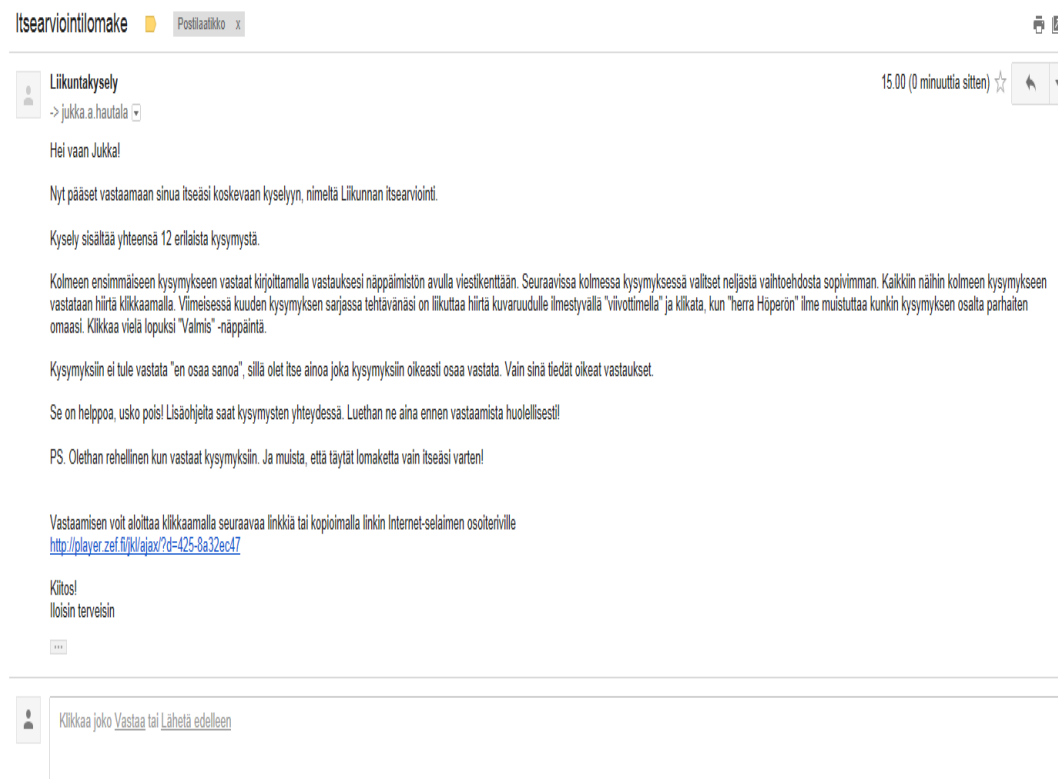 Itsearviointilomake
Postilaatikko x
Liikuntakysely
15.00 (0 minuuttia sitten)
-> jukka.a.hautala
Hei vaan Jukka!
Nyt pääset vastaamaan sinua itseäsi koskevaan kyselyyn, nimeltä Liikunnan itsearviointi.
Kysely sisältää yhteensä 12 erilaista kysymystä.
Kolmeen ensimmäiseen kysymykseen vastaat kirjoittamalla vastauksesi näppäimistön avulla viestikenttään. Seuraavissa kolmessa kysymyksessä valitset neljästä vaihtoehdosta sopivimman. Kaikkiin näihin kolmeen kysymykseen
vastataan hiirtä klikkaamalla. Viimeisessä kuuden kysymyksen sarjassa tehtävänäsi on liikuttaa hiirtä kuvaruudulle ilmestyvällä "viivottimella" ja klikata, kun "herra Höperön" ilme muistuttaa kunkin kysymyksen osalta parhaiten
omaasi. Klikkaa vielä lopuksi "Valmis" -näppäintä.
Kysymyksiin ei tule vastata "en osaa sanoa", sillä olet itse ainoa joka kysymyksiin oikeasti osaa vastata. Vain sinä tiedät oikeat vastaukset.
Se on helppoa, usko pois! Lisäohjeita saat kysymysten yhteydessä. Luethan ne aina ennen vastaamista huolellisesti!
PS. Olethan rehellinen kun vastaat kysymyksiin. Ja muista, että täytät lomaketta vain itseäsi varten!
Vastaamisen voit aloittaa klikkaamalla seuraavaa linkkiä tai kopioimalla linkin Internet-selaimen osoiteriville
http://player.zef.fi/jkl/ajax/?d=425-8a32ec47
Kiitos!
Iloisin terveisin
Klikkaa joko Vastaa tai Lähetä edelleen